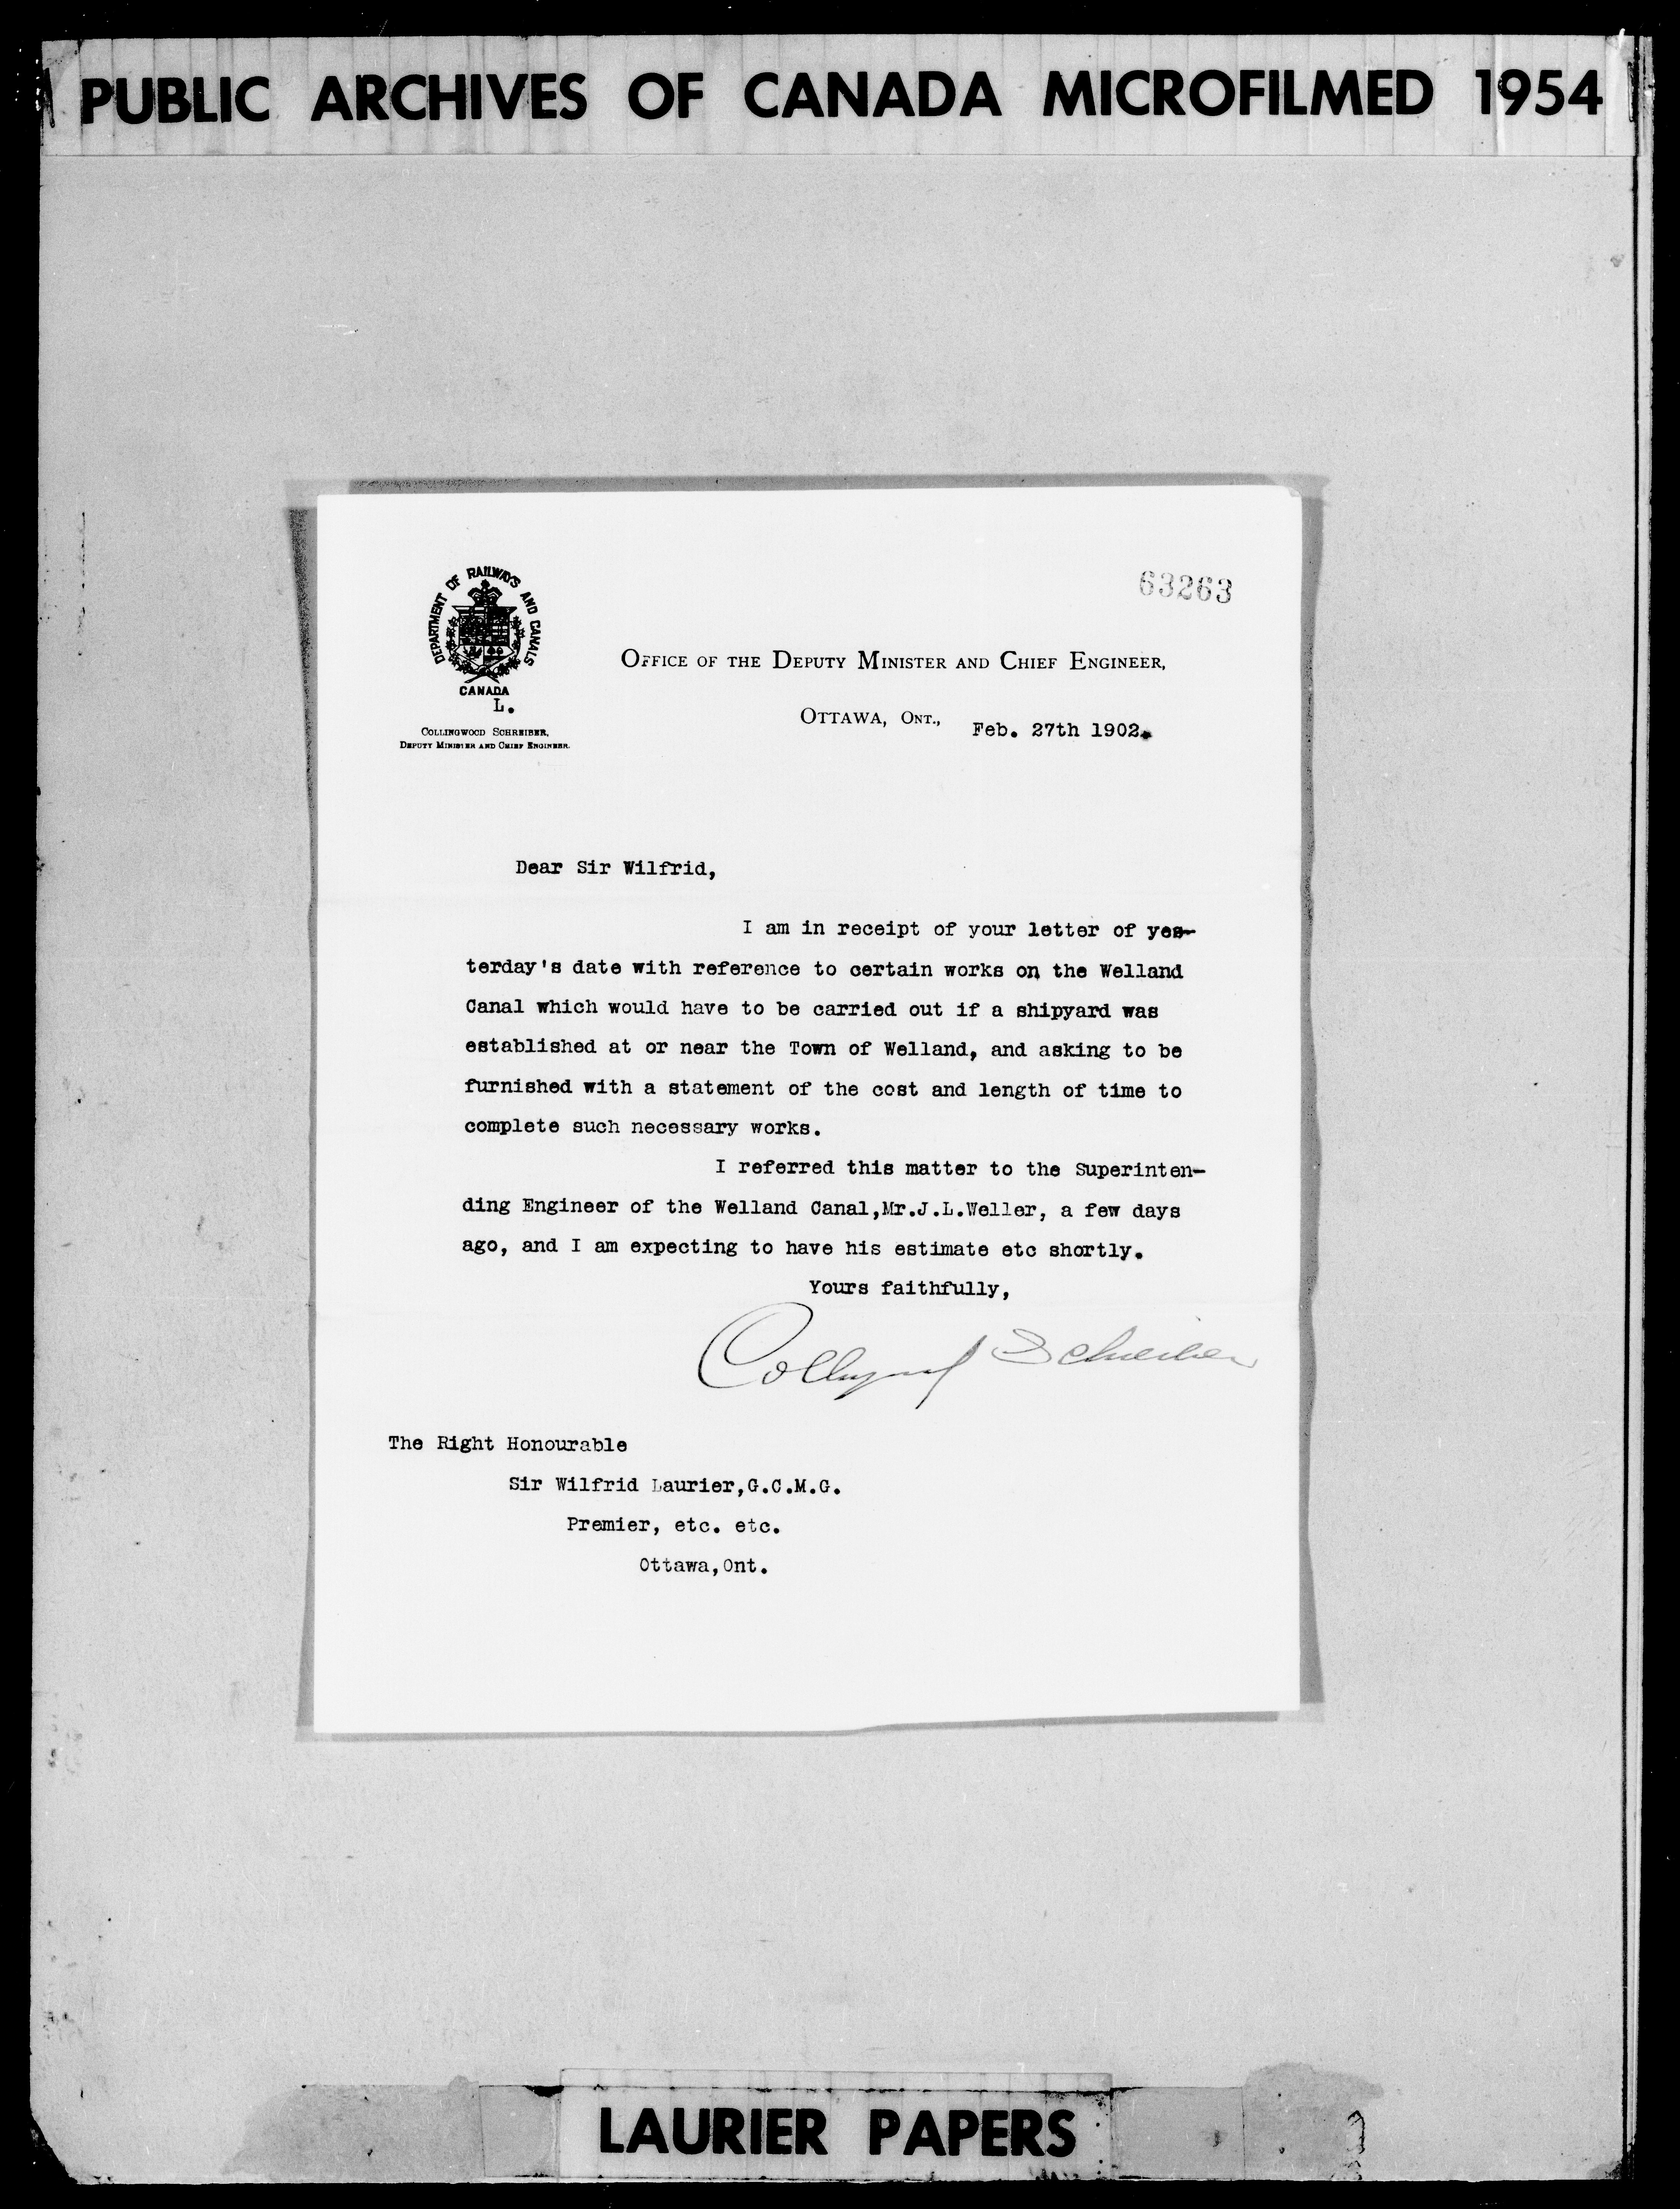 PUBLIC ARCHIVES OF CANADA MICROFILMED 1954
63263
DEPARTMENT OF RAILWAYS AND CANALS
CANADA
L.
COLLINGWOOD SCHREIBER,
DEPUTY MINISTER AND CHIEF ENGINEER.
OFFICE OF THE DEPUTY MINISTER AND CHIEF ENGINEER,
OTTAWA, ONT., Feb. 27th 1902.
Dear Sir Wilfrid,
I am in receipt of your letter of yes-
terday's date with reference to certain works on the Welland
Canal which would have to be carried out if a shipyard was
established at or near the Town of Welland, and asking to be
furnished with a statement of the cost and length of time to
complete such necessary works.
I referred this matter to the Superinten-
ding Engineer of the Welland Canal,Mr.J.L.Weller, a few days
ago, and I am expecting to have his estimate etc shortly.
Yours faithfully,
Collingwood Schreiber
The Right Honourable
Sir Wilfrid Laurier,G.C.M.G.
Premier, etc. etc.
Ottawa,Ont.
LAURIER PAPERS